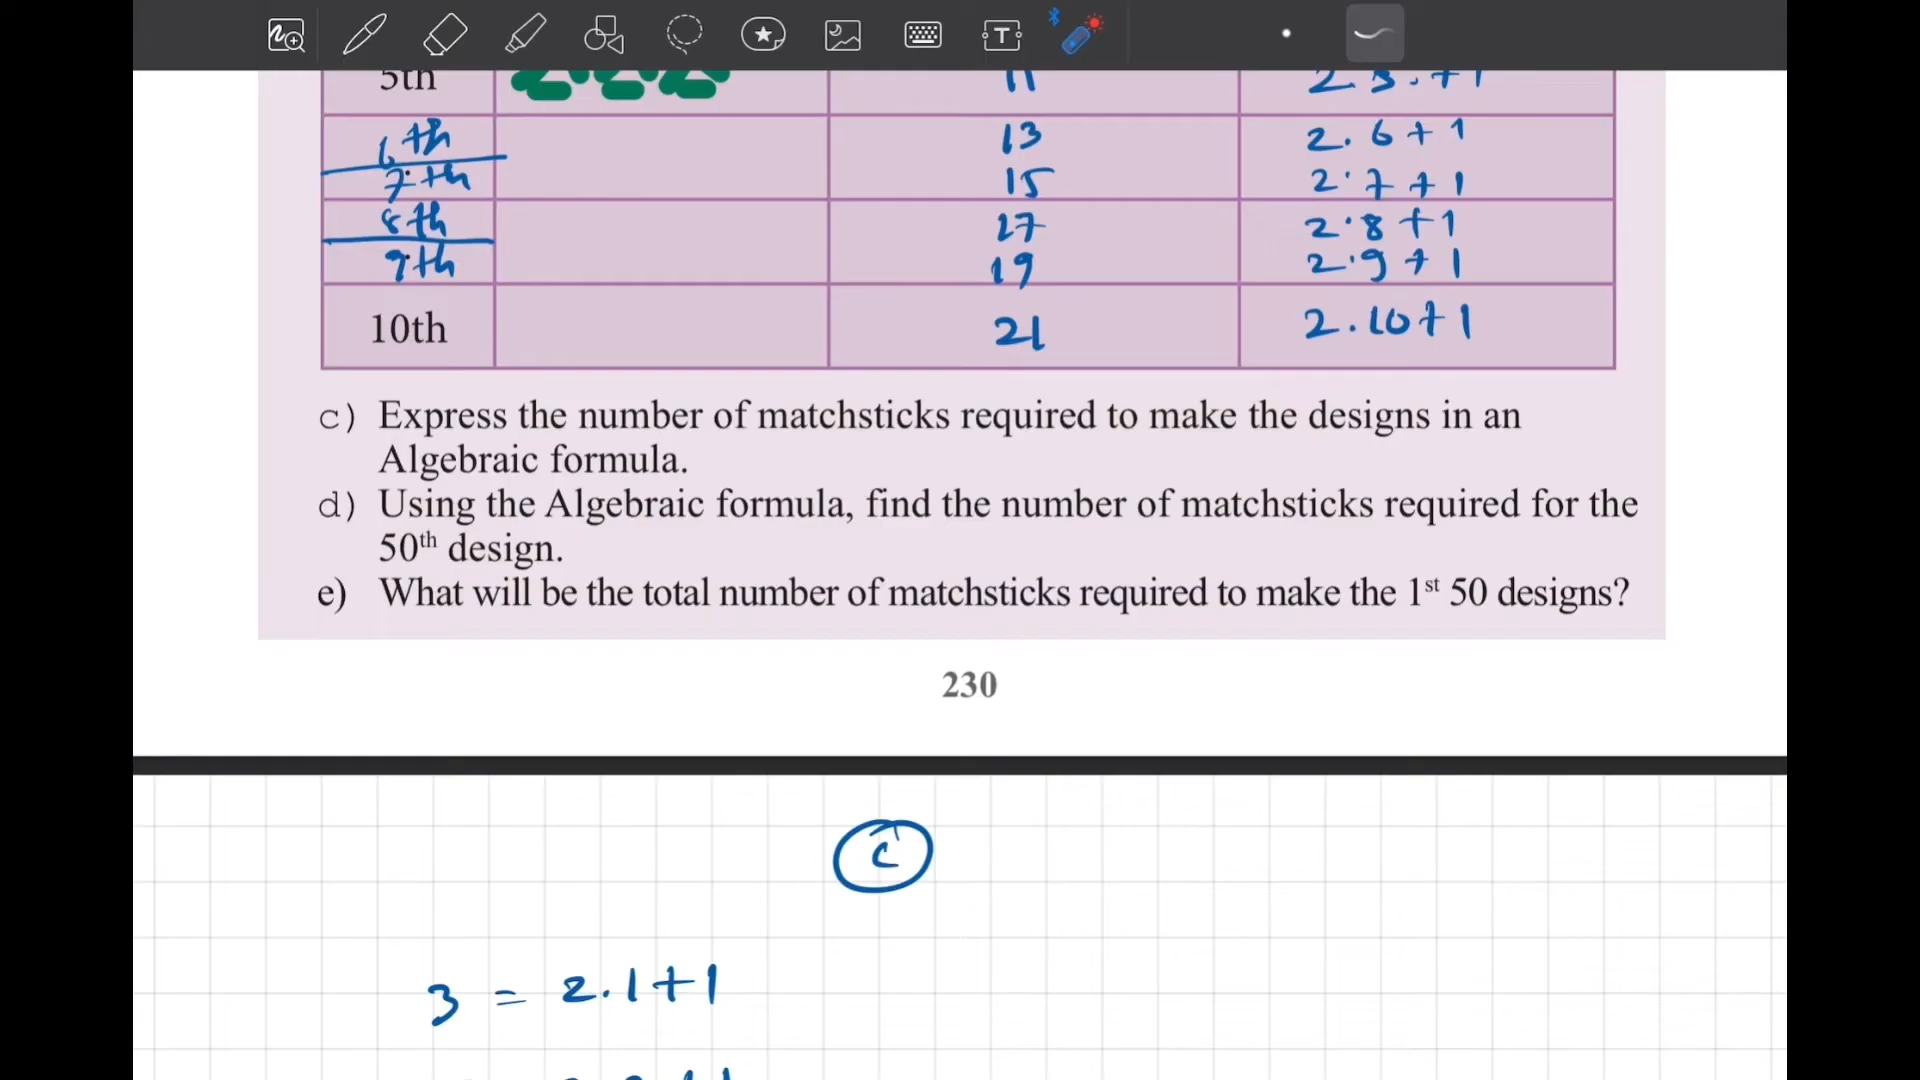 5th 11 2.5.+1
6th 13 2.6+1
7th 15 2.7+1
8th 17 2.8+1
9th 19 2.9+1
10th 21 2.10+1
c) Express the number of matchsticks required to make the designs in an
Algebraic formula.
d) Using the Algebraic formula, find the number of matchsticks required for the
50th design.
e) What will be the total number of matchsticks required to make the 1st 50 designs?
230
c
3 = 2.1+1